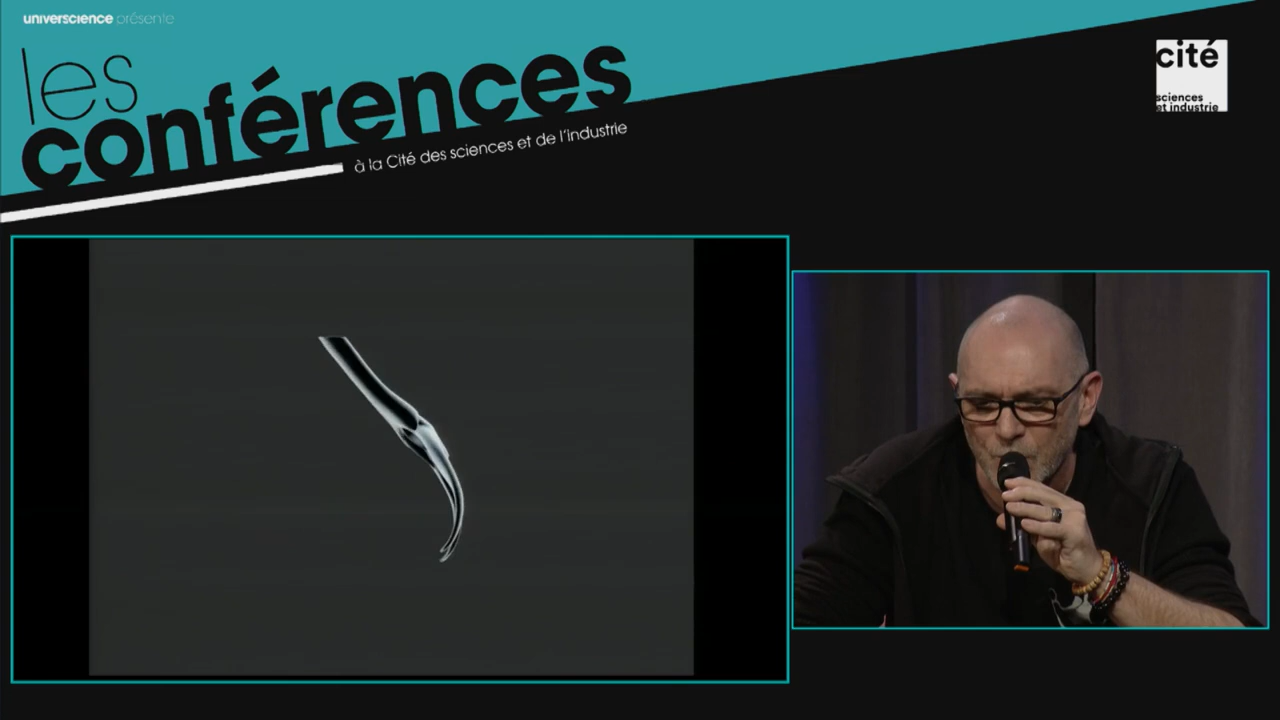 universcience présente
les
conférences
à la Cité des sciences et de l'industrie
cité
sciences
et industrie